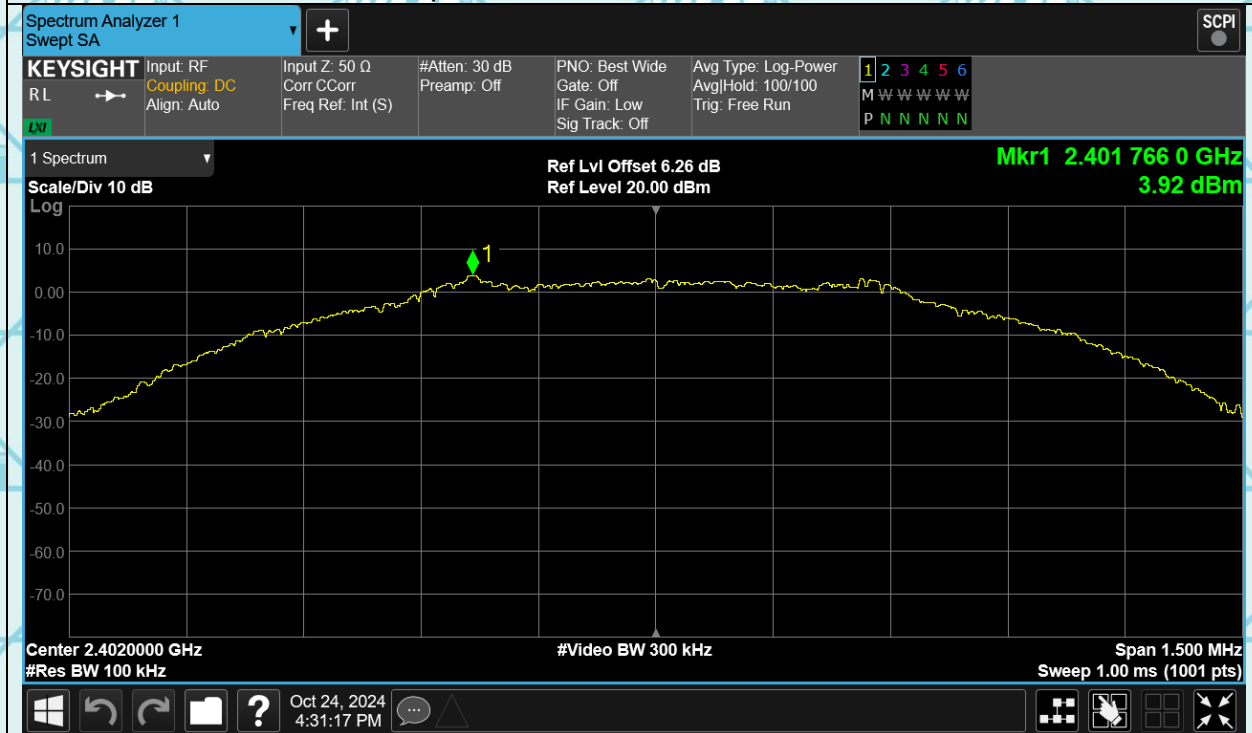 Spectrum Analyzer 1
Swept SA
+
SCPI
KEYSIGHT
R L
LXI
Input: RF
Coupling: DC
Align: Auto
Input Z: 50 Ω
Corr CCorr
Freq Ref: Int (S)
#Atten: 30 dB
Preamp: Off
PNO: Best Wide
Gate: Off
IF Gain: Low
Sig Track: Off
Avg Type: Log-Power
Avg|Hold: 100/100
Trig: Free Run
1 2 3 4 5 6
M W W W W W W
P N N N N N N
1 Spectrum
Scale/Div 10 dB
Log
Ref Lvl Offset 6.26 dB
Ref Level 20.00 dBm
Mkr1 2.401 766 0 GHz
3.92 dBm
1
10.0
0.00
-10.0
-20.0
-30.0
-40.0
-50.0
-60.0
-70.0
Center 2.4020000 GHz
#Res BW 100 kHz
#Video BW 300 kHz
Span 1.500 MHz
Sweep 1.00 ms (1001 pts)
?
Oct 24, 2024
4:31:17 PM